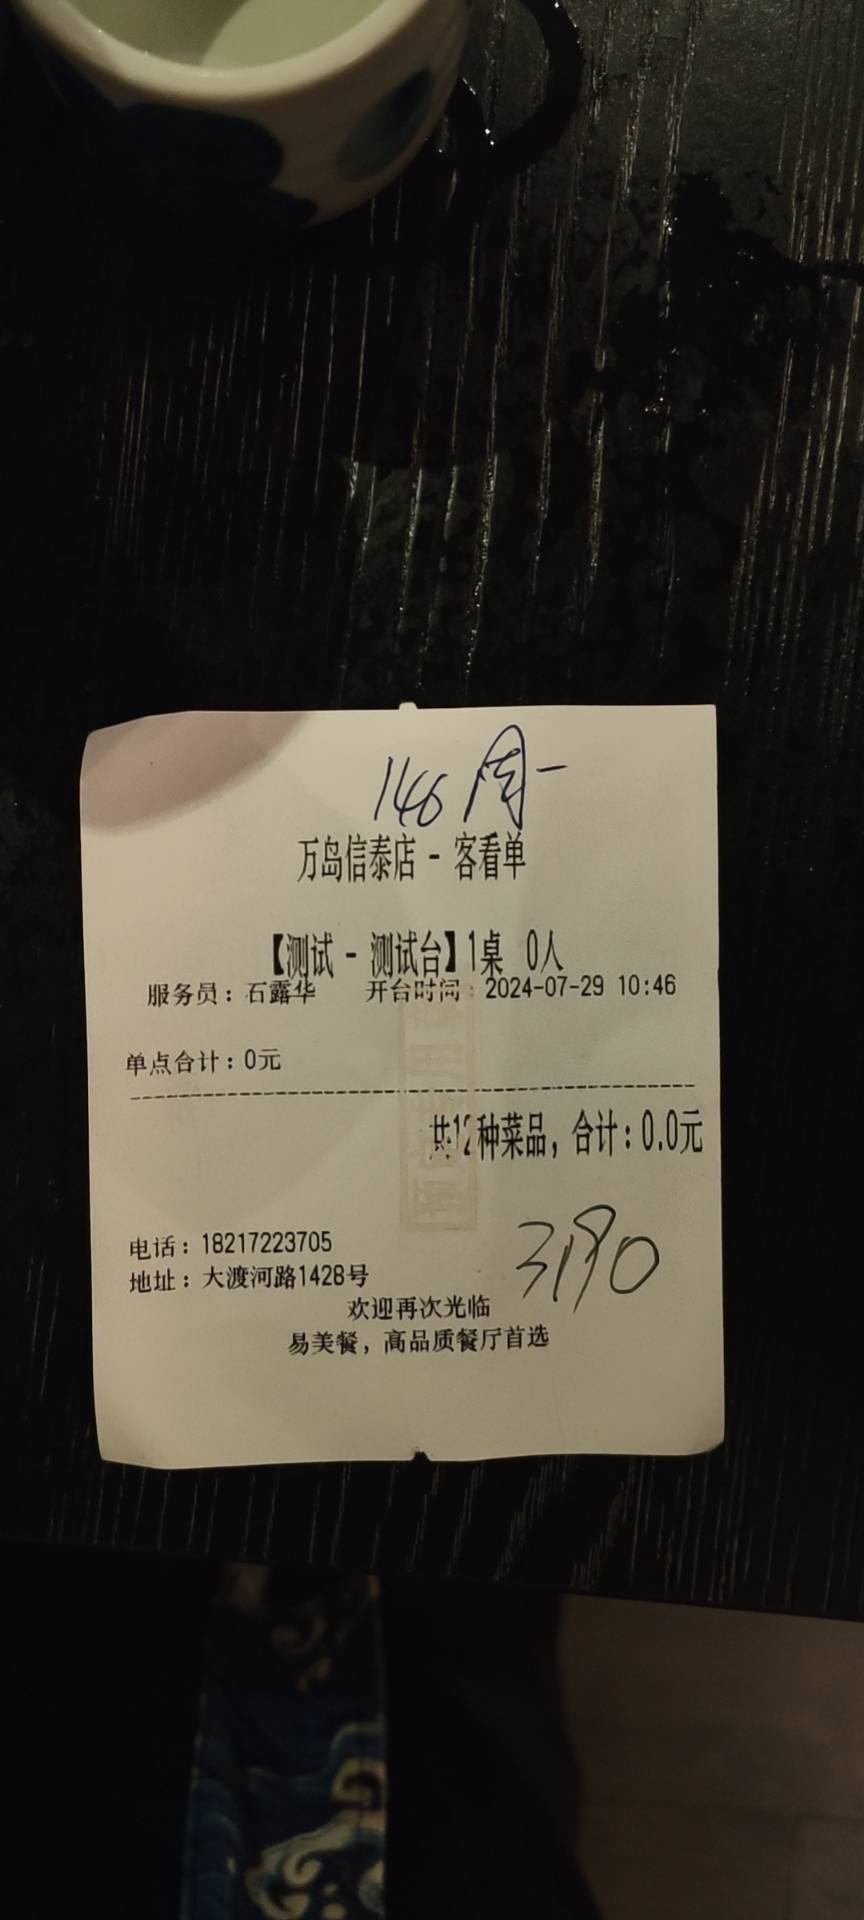 146 周一
万岛信泰店 - 客看单
【测试 - 测试台】1桌 0人
服务员：石露华 开台时间：2024-07-29 10:46
单点合计：0元
共12种菜品，合计：0.0元
3190
电话：18217223705
地址：大渡河路1428号
欢迎再次光临
易美餐，高品质餐厅首选